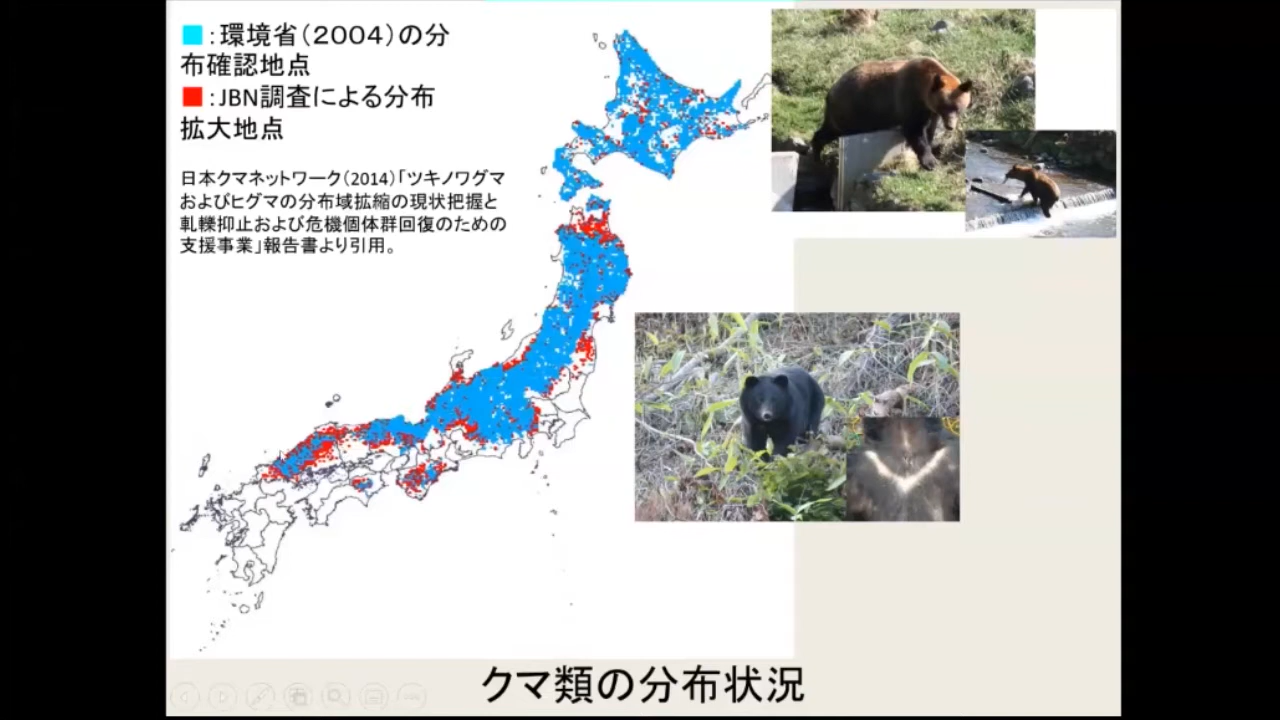 ■:環境省(2004)の分
布確認地点
■:JBN調査による分布
拡大地点
日本クマネットワーク(2014)「ツキノワグマ
およびヒグマの分布域拡縮の現状把握と
軋轢抑止および危機個体群回復のための
支援事業」報告書より引用。
クマ類の分布状況